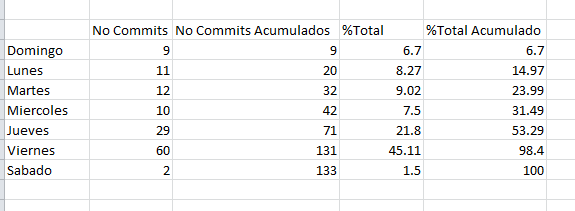 No Commits No Commits Acumulados %Total %Total Acumulado
Domingo 9 9 6.7 6.7
Lunes 11 20 8.27 14.97
Martes 12 32 9.02 23.99
Miercoles 10 42 7.5 31.49
Jueves 29 71 21.8 53.29
Viernes 60 131 45.11 98.4
Sabado 2 133 1.5 100